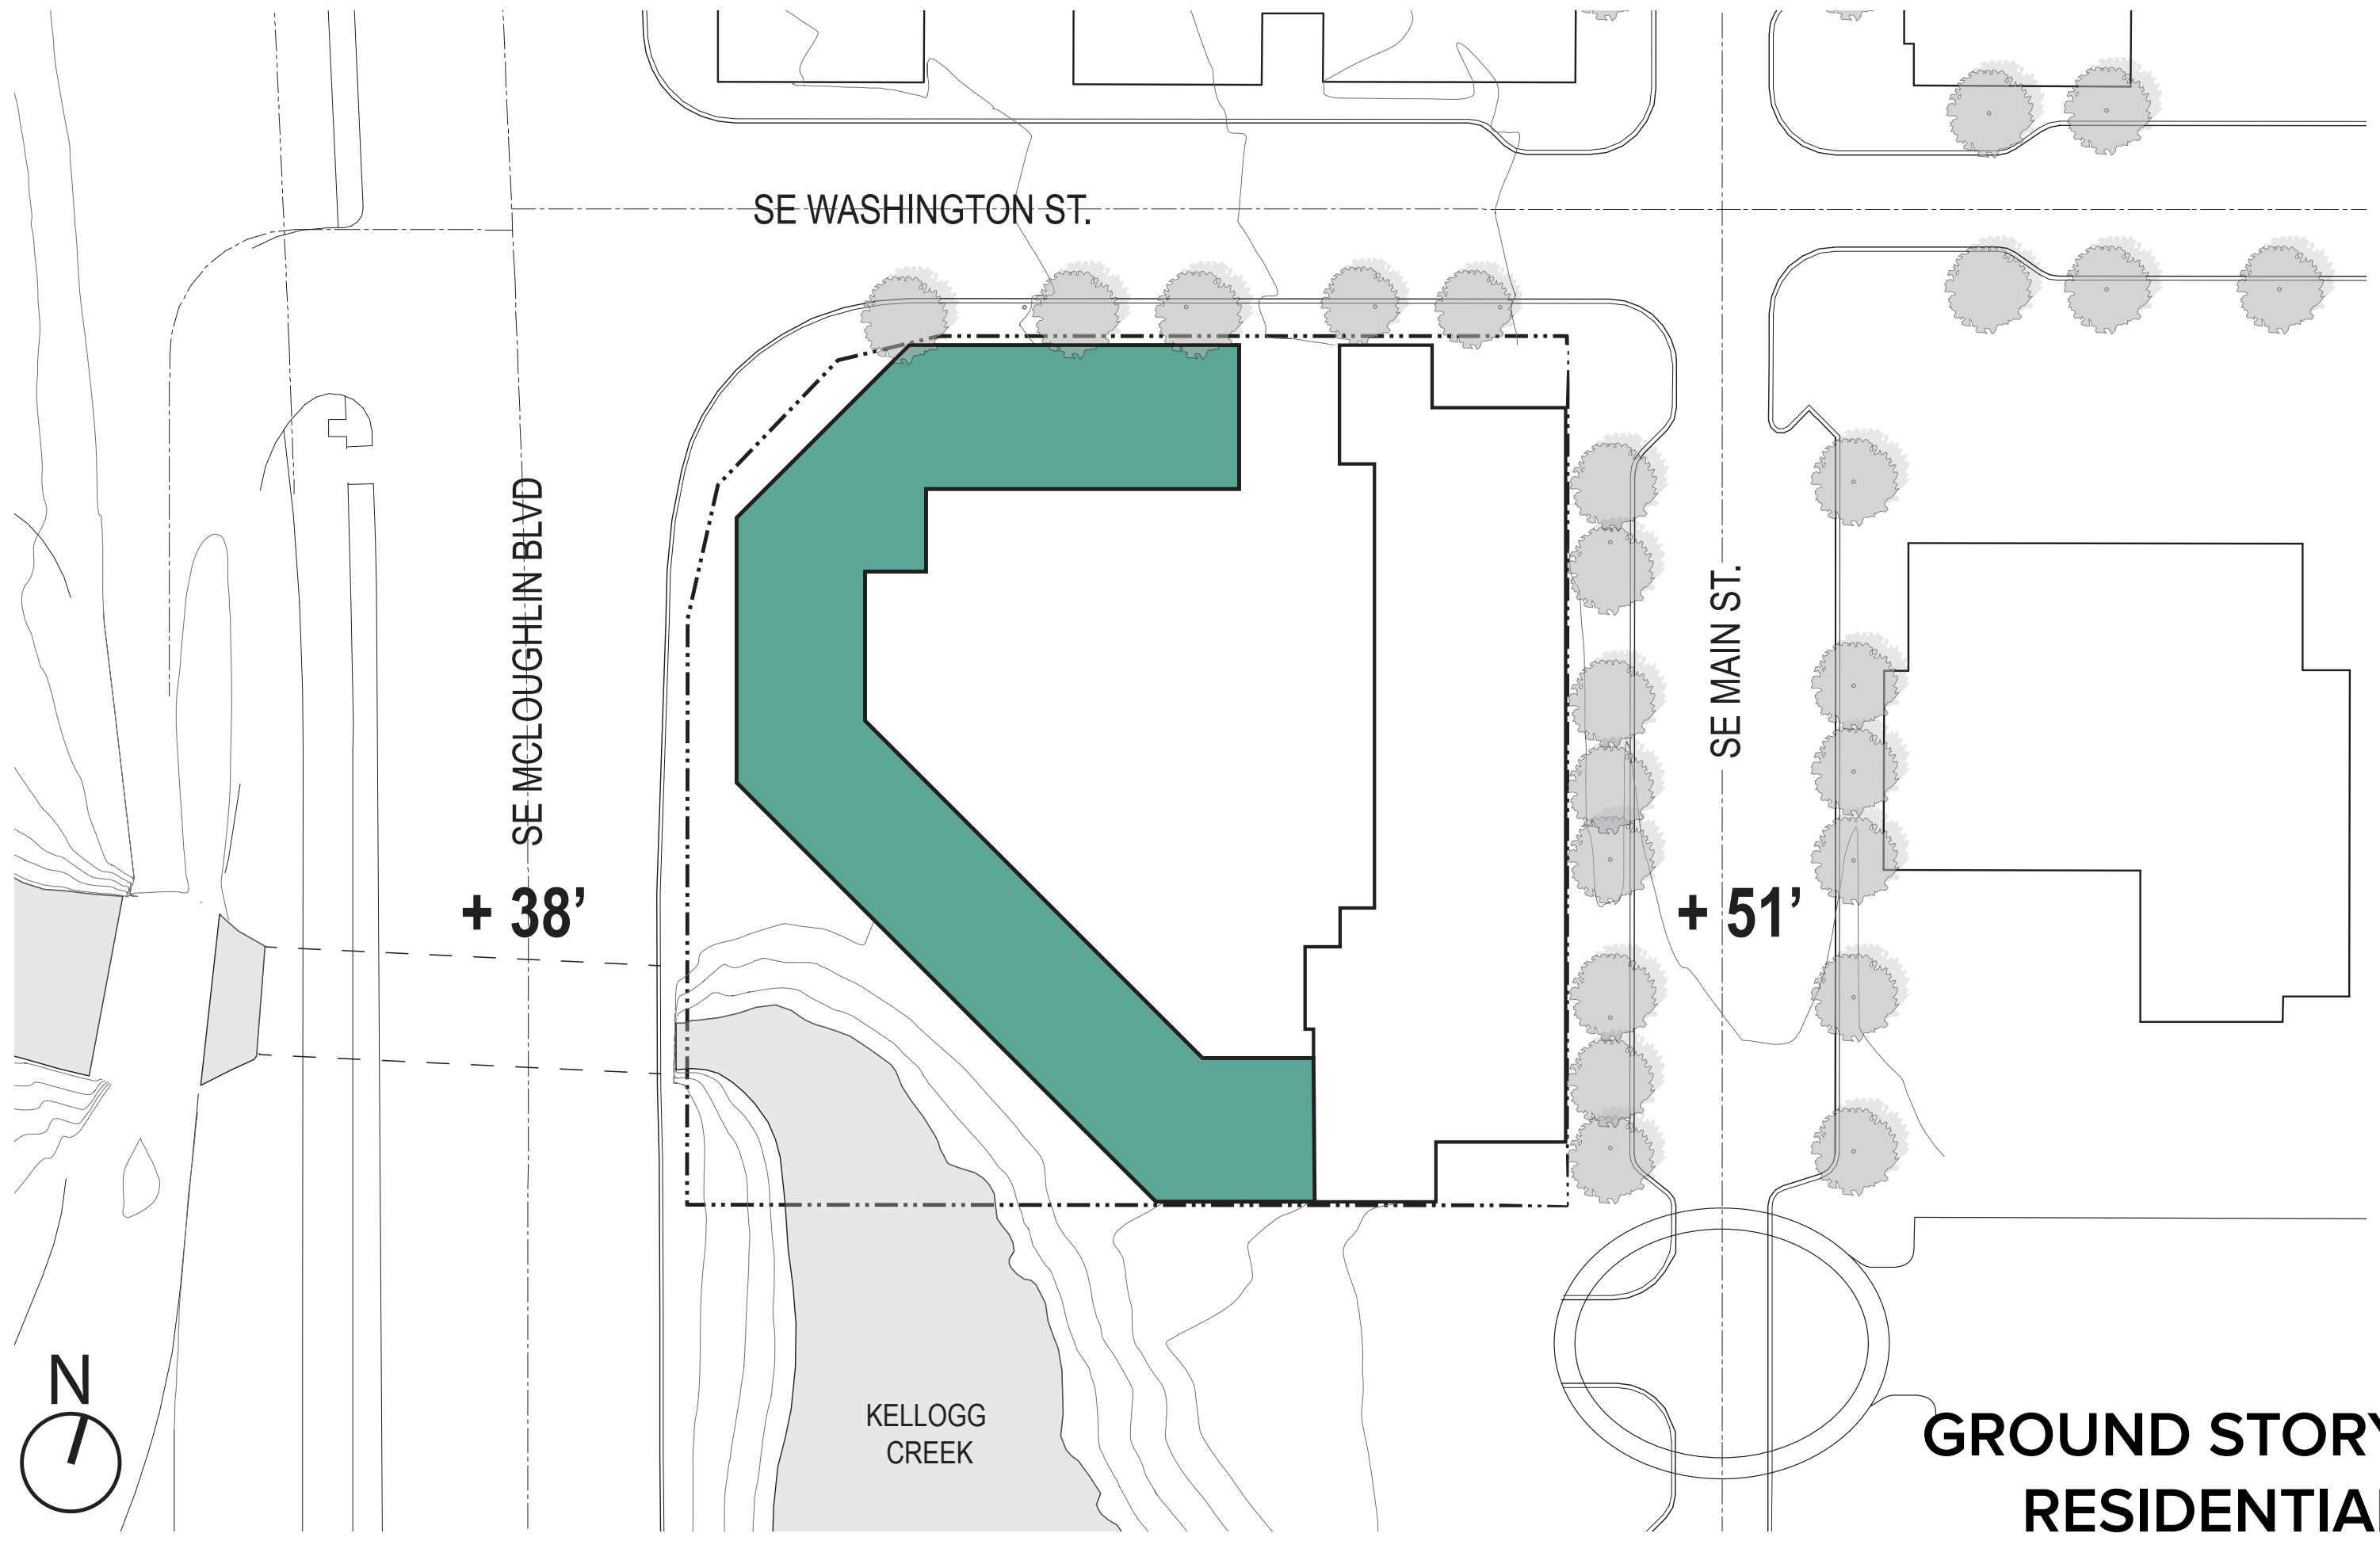 SE WASHINGTON ST.
SE MCLOUGHLIN BLVD
SE MAIN ST.
+ 38’
+ 51’
N
KELLOGG
CREEK
GROUND STORY
RESIDENTIAL